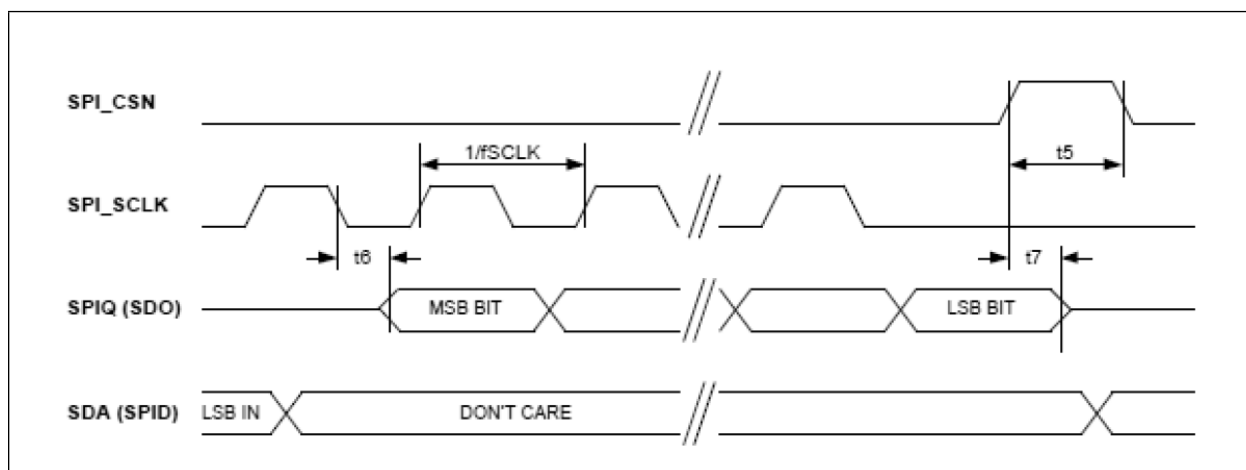 SPI_CSN
1/fSCLK
t5
SPI_SCLK
t6
t7
SPIQ (SDO)
MSB BIT
LSB BIT
SDA (SPID)
LSB IN
DON'T CARE